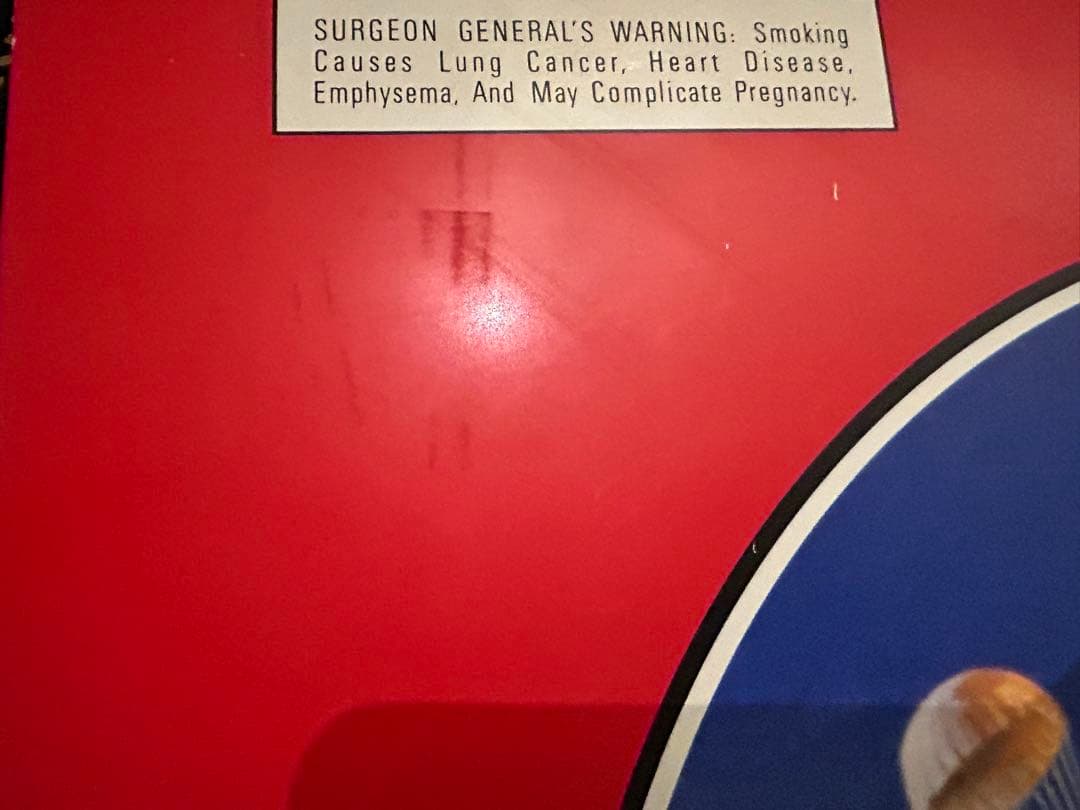 SURGEON GENERAL'S WARNING: Smoking
Causes Lung Cancer, Heart Disease,
Emphysema, And May Complicate Pregnancy.